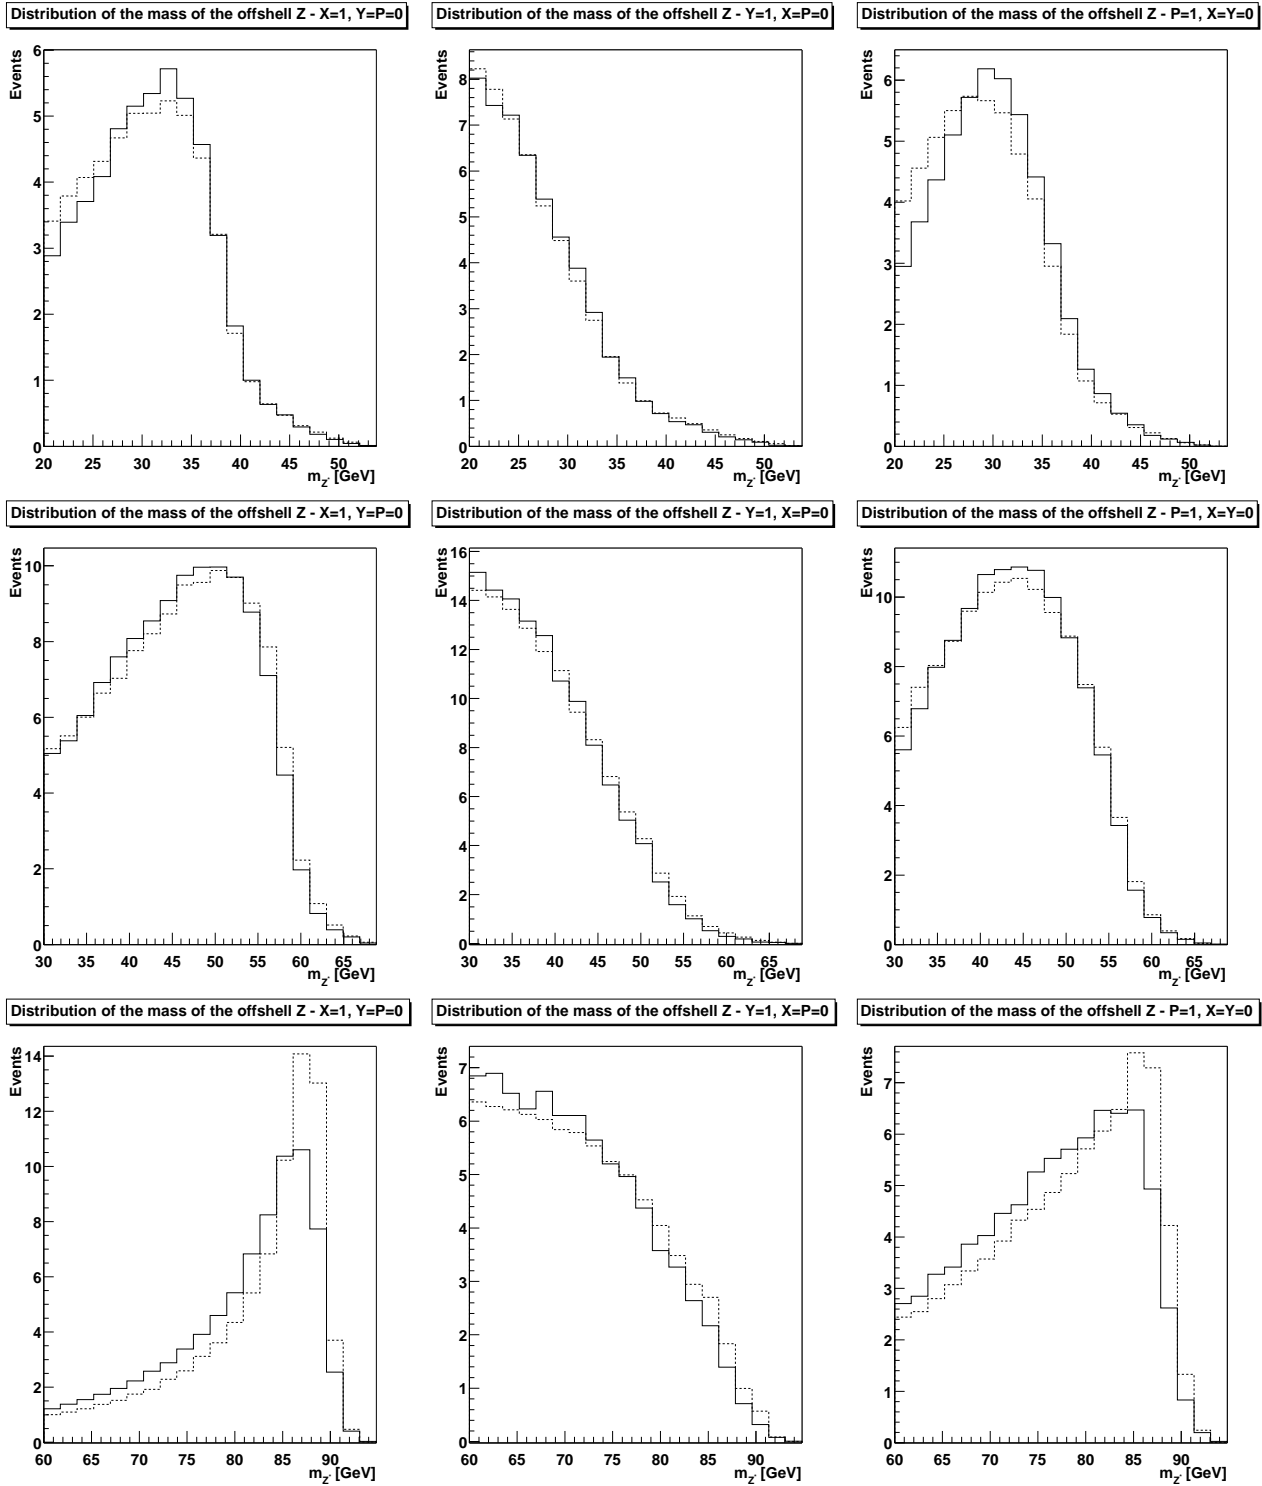 Distribution of the mass of the offshell Z - X=1, Y=P=0
Events
6
5
4
3
2
1
0
20 25 30 35 40 45 50
mZ* [GeV]
Distribution of the mass of the offshell Z - Y=1, X=P=0
Events
8
7
6
5
4
3
2
1
0
20 25 30 35 40 45 50
mZ* [GeV]
Distribution of the mass of the offshell Z - P=1, X=Y=0
Events
6
5
4
3
2
1
0
20 25 30 35 40 45 50
mZ* [GeV]
Distribution of the mass of the offshell Z - X=1, Y=P=0
Events
10
8
6
4
2
0
30 35 40 45 50 55 60 65
mZ* [GeV]
Distribution of the mass of the offshell Z - Y=1, X=P=0
Events
16
14
12
10
8
6
4
2
0
30 35 40 45 50 55 60 65
mZ* [GeV]
Distribution of the mass of the offshell Z - P=1, X=Y=0
Events
10
8
6
4
2
0
30 35 40 45 50 55 60 65
mZ* [GeV]
Distribution of the mass of the offshell Z - X=1, Y=P=0
Events
14
12
10
8
6
4
2
0
60 65 70 75 80 85 90
mZ* [GeV]
Distribution of the mass of the offshell Z - Y=1, X=P=0
Events
7
6
5
4
3
2
1
0
60 65 70 75 80 85 90
mZ* [GeV]
Distribution of the mass of the offshell Z - P=1, X=Y=0
Events
7
6
5
4
3
2
1
0
60 65 70 75 80 85 90
mZ* [GeV]